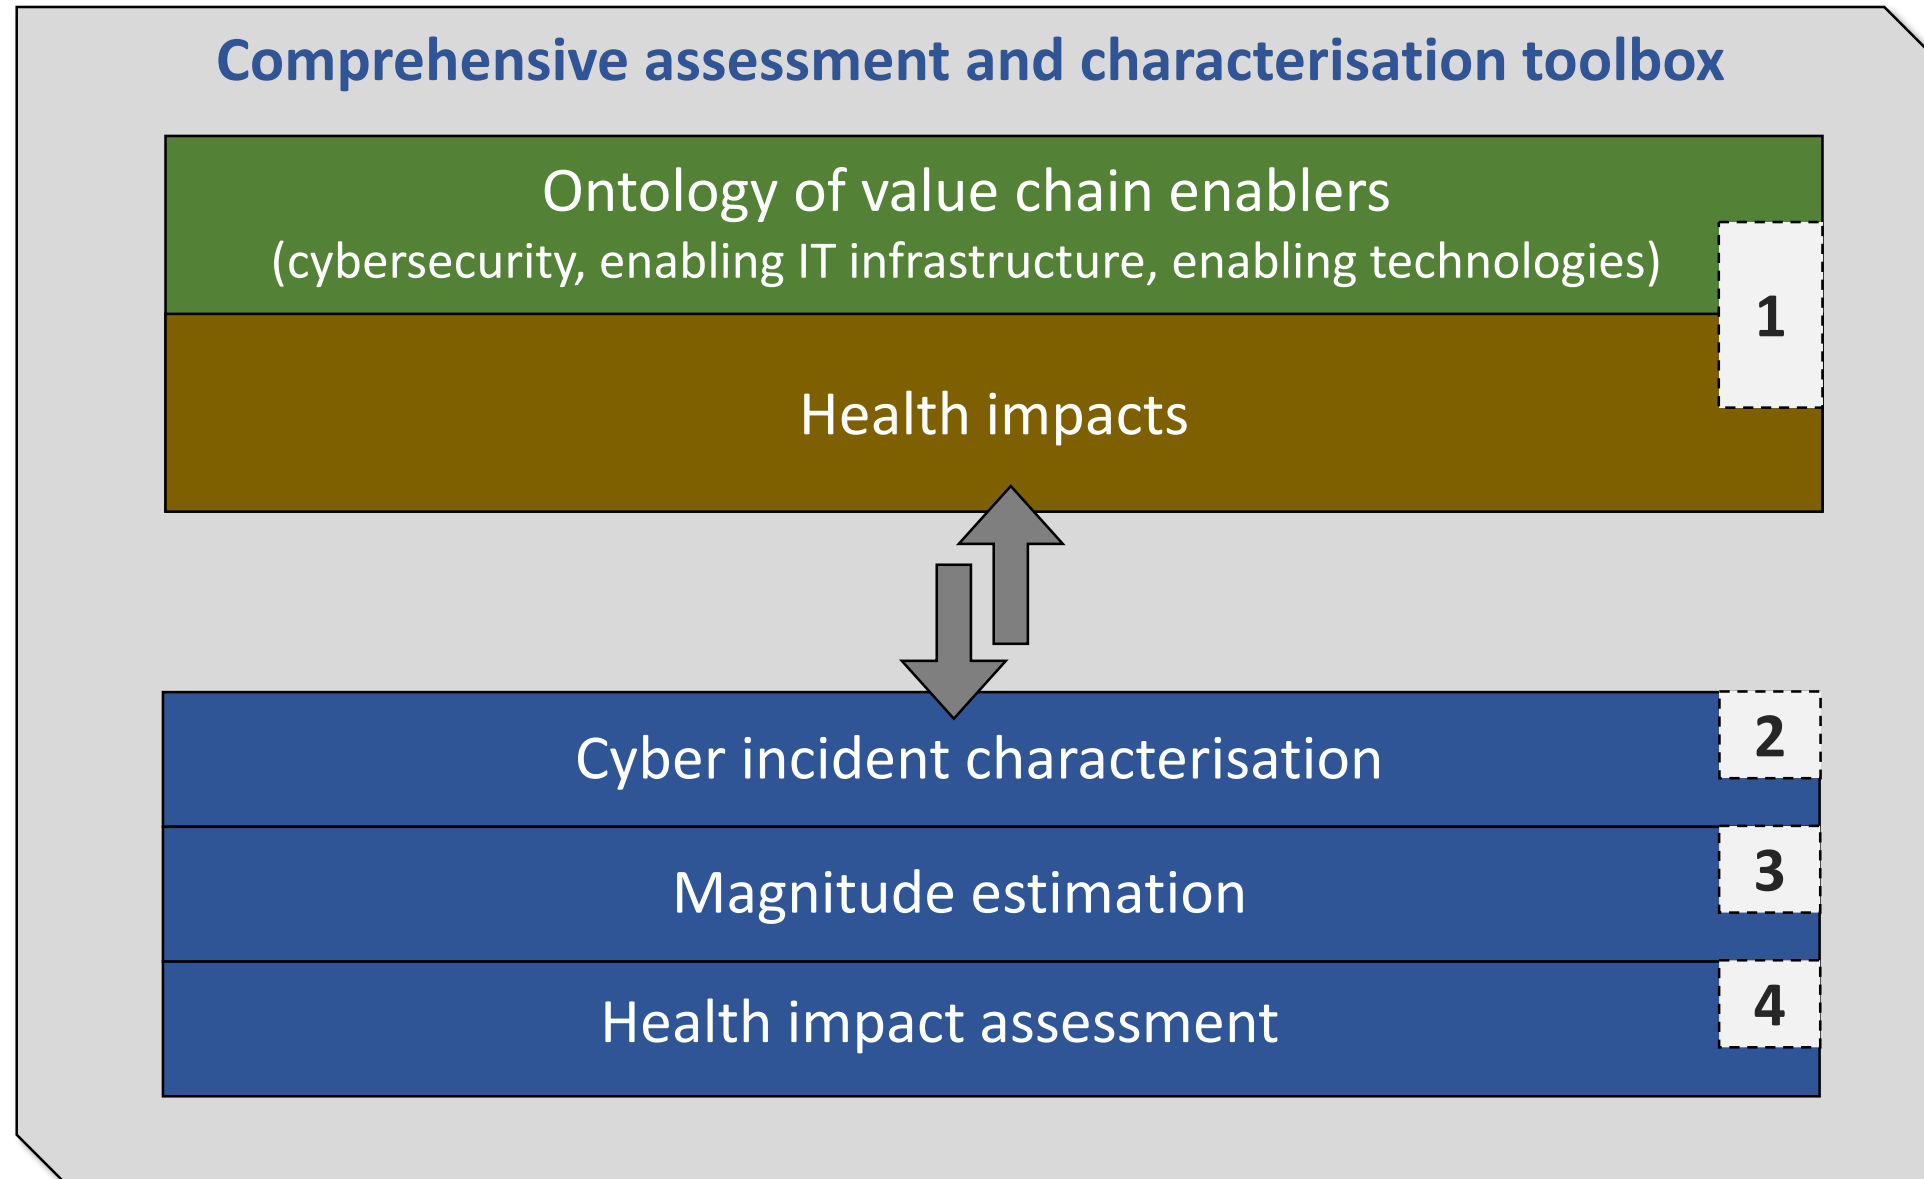 Comprehensive assessment and characterisation toolbox
Ontology of value chain enablers
(cybersecurity, enabling IT infrastructure, enabling technologies)
1
Health impacts
2
Cyber incident characterisation
3
Magnitude estimation
4
Health impact assessment